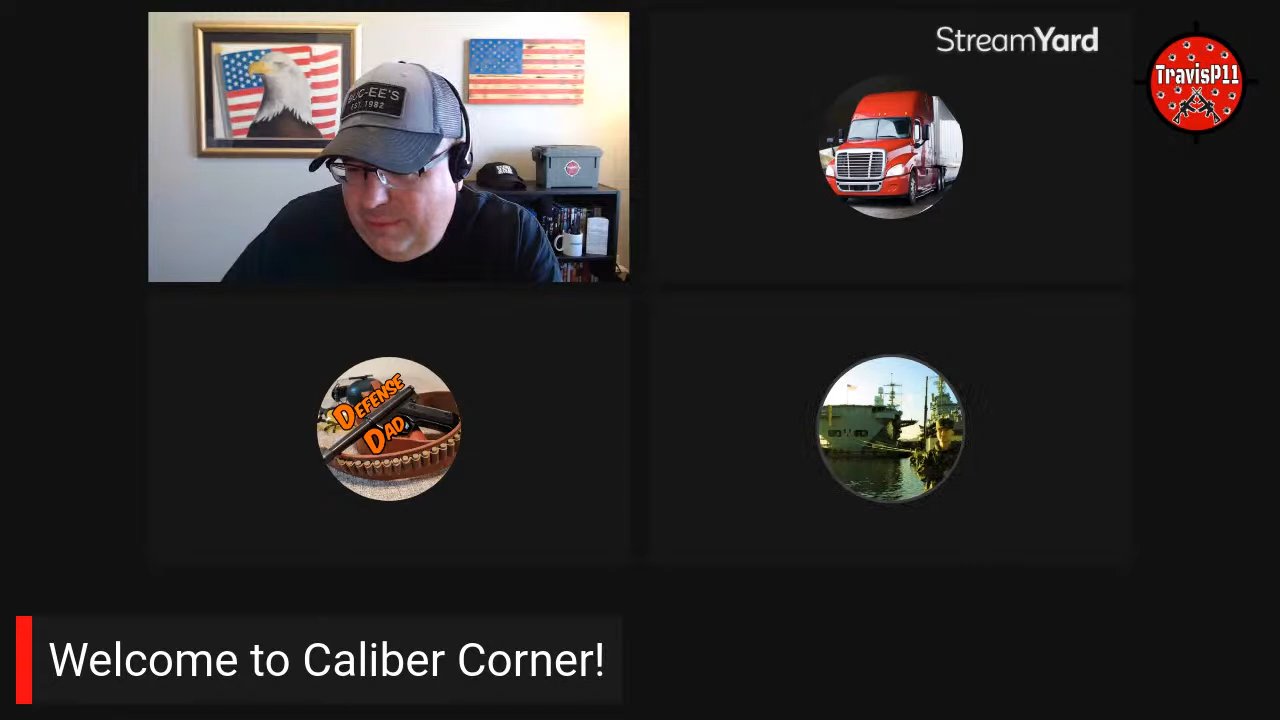 StreamYard
TravisP11
BUC-EE'S
EST. 1982
DEFENSE
DAD
Welcome to Caliber Corner!